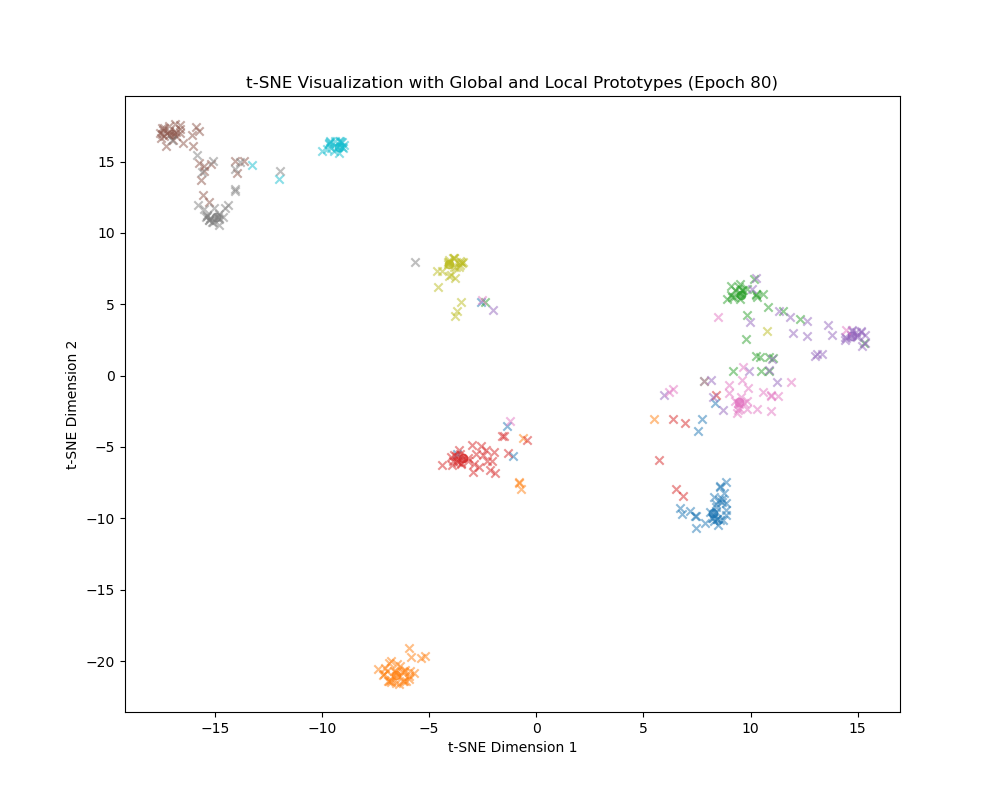 t-SNE Visualization with Global and Local Prototypes (Epoch 80)
15
10
5
0
−5
−10
−15
−20
t-SNE Dimension 2
−15 −10 −5 0 5 10 15
t-SNE Dimension 1